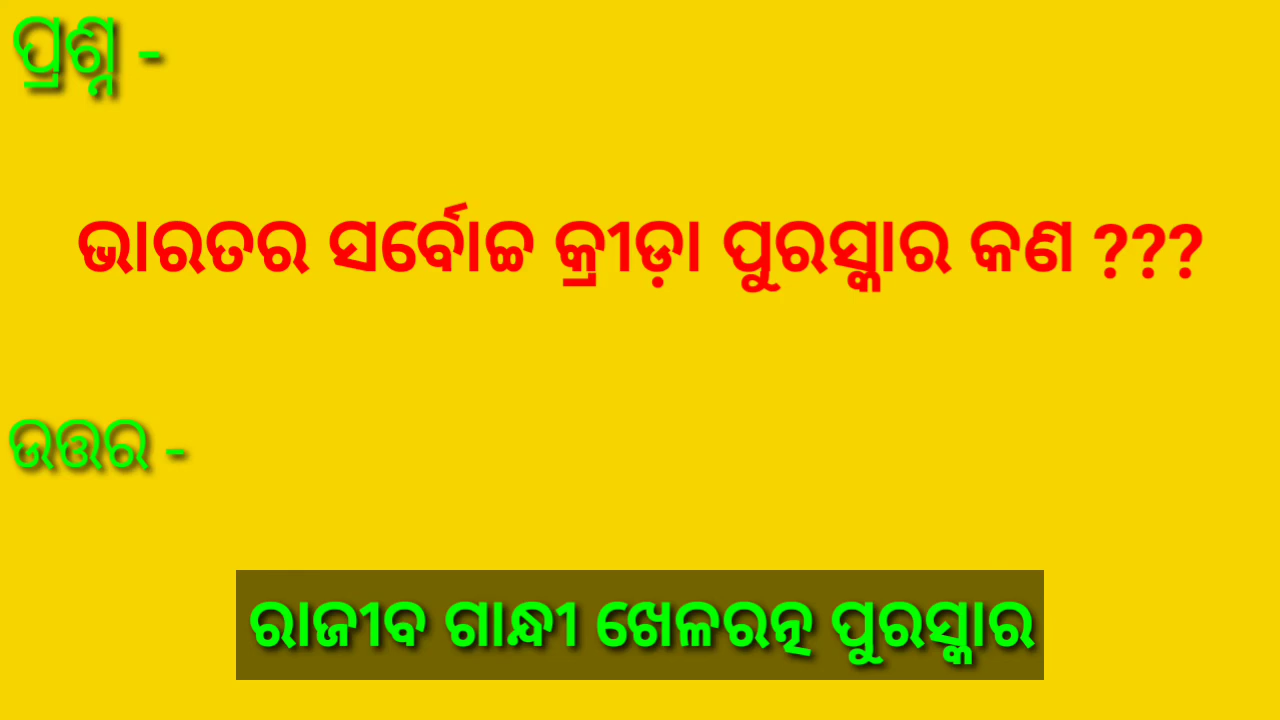 ପ୍ରଶ୍ନ -
ଭାରତର ସର୍ବୋଚ୍ଚ କ୍ରୀଡ଼ା ପୁରସ୍କାର କଣ ???
ଉତ୍ତର -
ରାଜୀବ ଗାନ୍ଧୀ ଖେଳରତ୍ନ ପୁରସ୍କାର